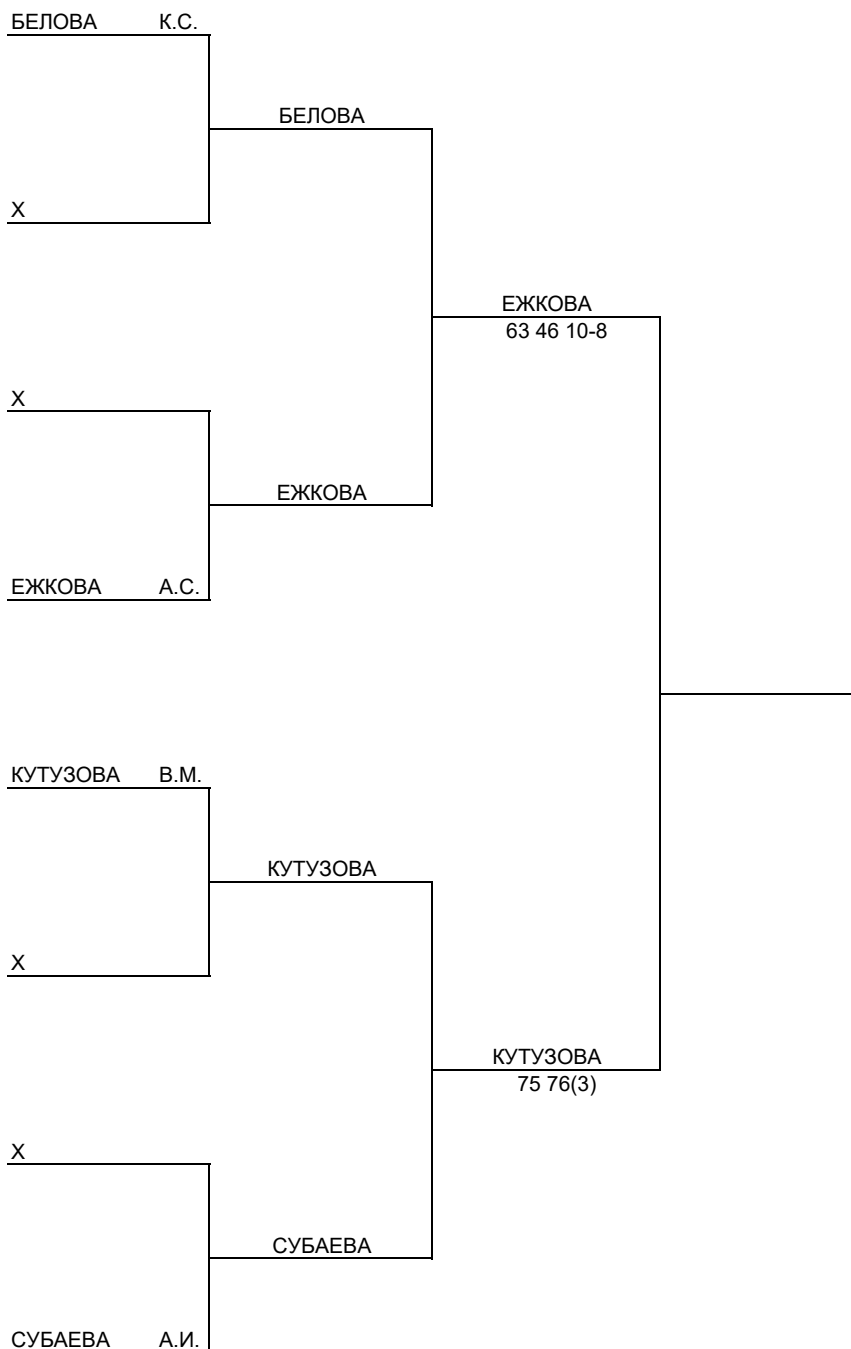 БЕЛОВА К.С.
БЕЛОВА
Х
ЕЖКОВА
63 46 10-8
Х
ЕЖКОВА
ЕЖКОВА А.С.
КУТУЗОВА В.М.
КУТУЗОВА
Х
КУТУЗОВА
75 76(3)
Х
СУБАЕВА
СУБАЕВА А.И.